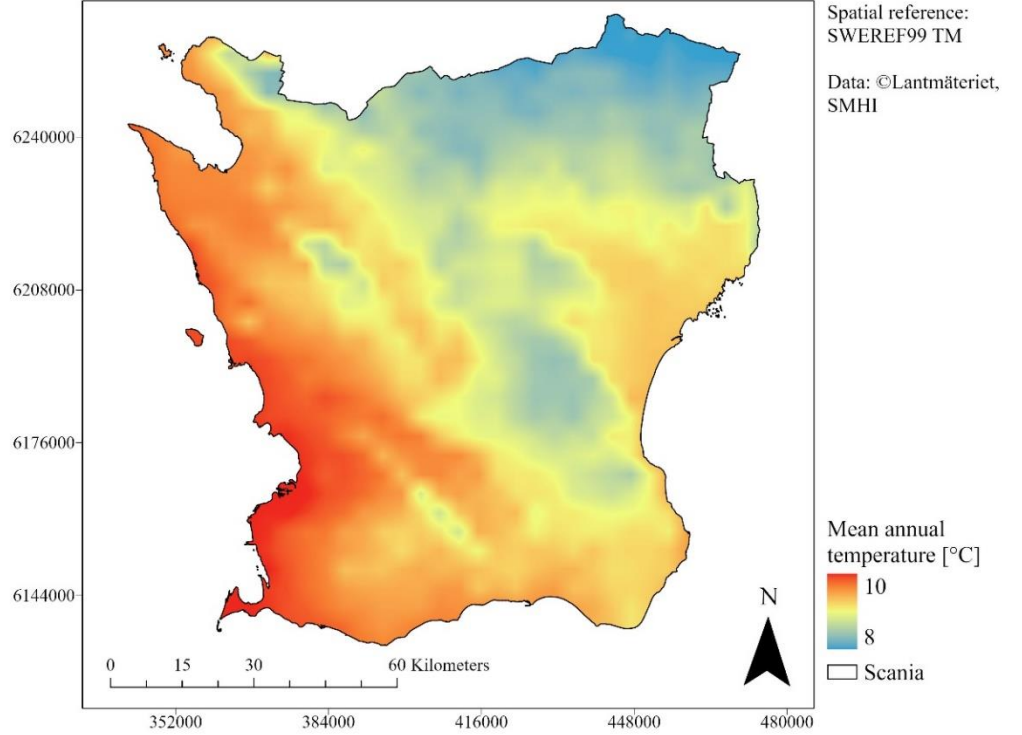 Spatial reference:
SWEREF99 TM
Data: ©Lantmäteriet,
SMHI
6240000
6208000
6176000
6144000
Mean annual
temperature [°C]
10
8
Scania
N
0 15 30 60 Kilometers
352000 384000 416000 448000 480000